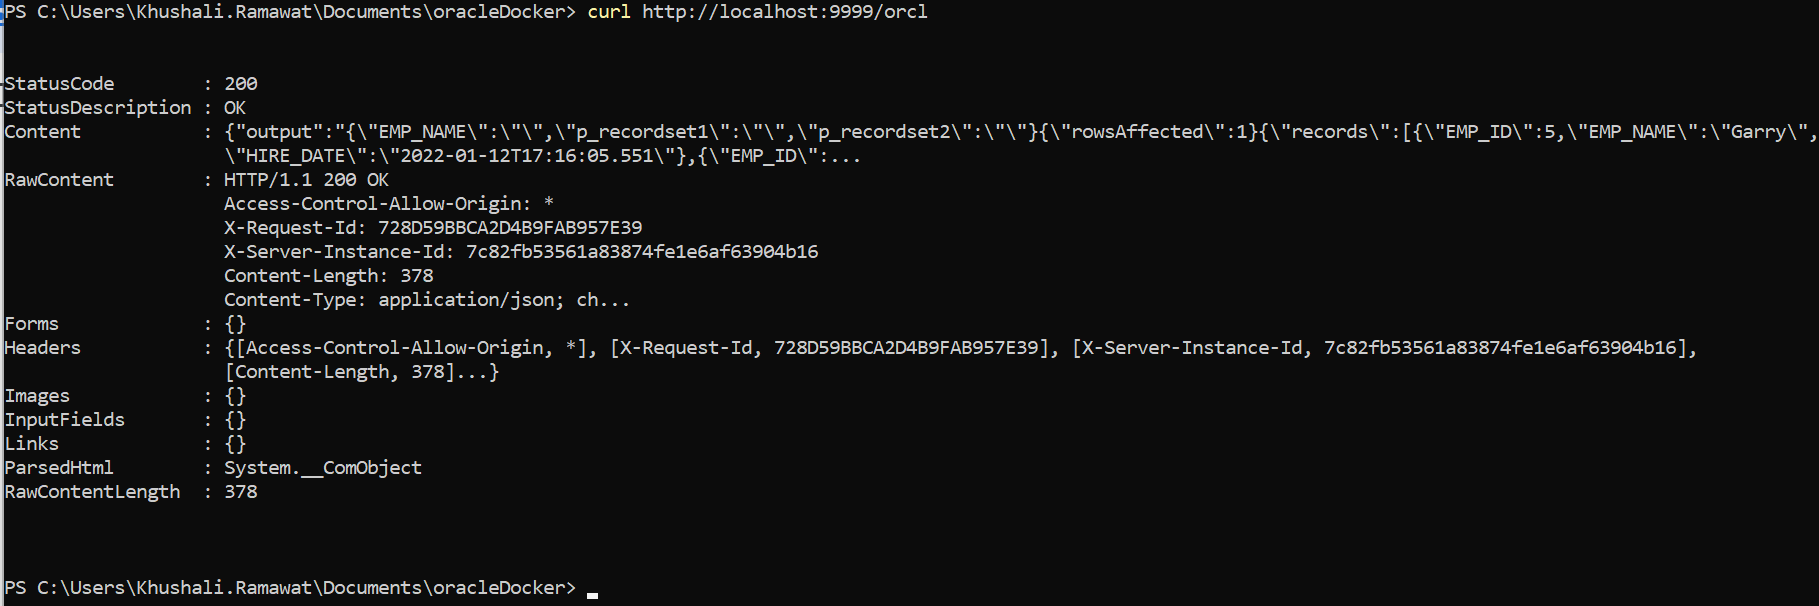 PS C:\Users\Khushali.Ramawat\Documents\oracleDocker> curl http://localhost:9999/orcl
StatusCode        : 200
StatusDescription : OK
Content           : {"output":"{\"EMP_NAME\":\"\",\"p_recordset1\":\"\",\"p_recordset2\":\"\"}{\"rowsAffected\":1}{\"records\":[{\"EMP_ID\":5,\"EMP_NAME\":\"Garry\",
                    \"HIRE_DATE\":\"2022-01-12T17:16:05.551\"},{\"EMP_ID\":...
RawContent        : HTTP/1.1 200 OK
                    Access-Control-Allow-Origin: *
                    X-Request-Id: 728D59BBCA2D4B9FAB957E39
                    X-Server-Instance-Id: 7c82fb53561a83874fe1e6af63904b16
                    Content-Length: 378
                    Content-Type: application/json; ch...
Forms             : {}
Headers           : {[Access-Control-Allow-Origin, *], [X-Request-Id, 728D59BBCA2D4B9FAB957E39], [X-Server-Instance-Id, 7c82fb53561a83874fe1e6af63904b16],
                    [Content-Length, 378]...}
Images            : {}
InputFields       : {}
Links             : {}
ParsedHtml        : System.__ComObject
RawContentLength  : 378
PS C:\Users\Khushali.Ramawat\Documents\oracleDocker>